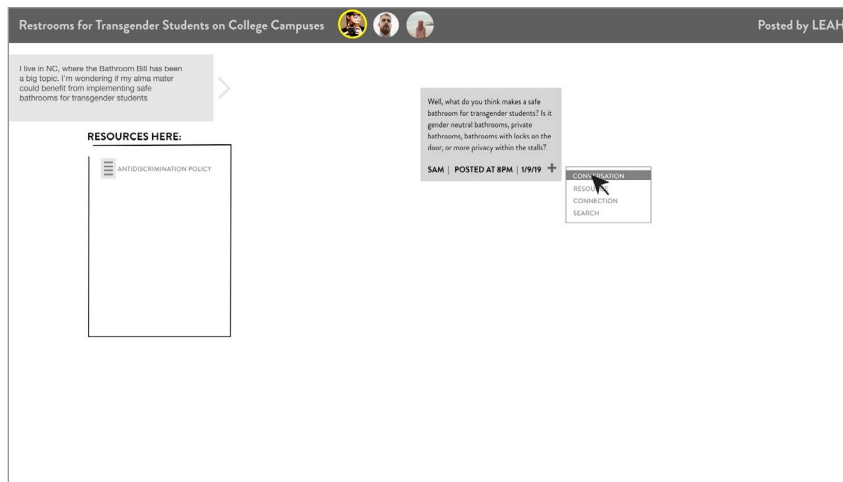 Restrooms for Transgender Students on College Campuses
Posted by LEAH
I live in NC, where the Bathroom Bill has been
a big topic. I'm wondering if my alma mater
could benefit from implementing safe
bathrooms for transgender students
RESOURCES HERE:
ANTIDISCRIMINATION POLICY
Well, what do you think makes a safe
bathroom for transgender students? Is it
gender neutral bathrooms, private
bathrooms, bathrooms with locks on the
door, or more privacy within the stalls?
SAM | POSTED AT 8PM | 1/9/19 +
CONVERSATION
RESOURCE
CONNECTION
SEARCH